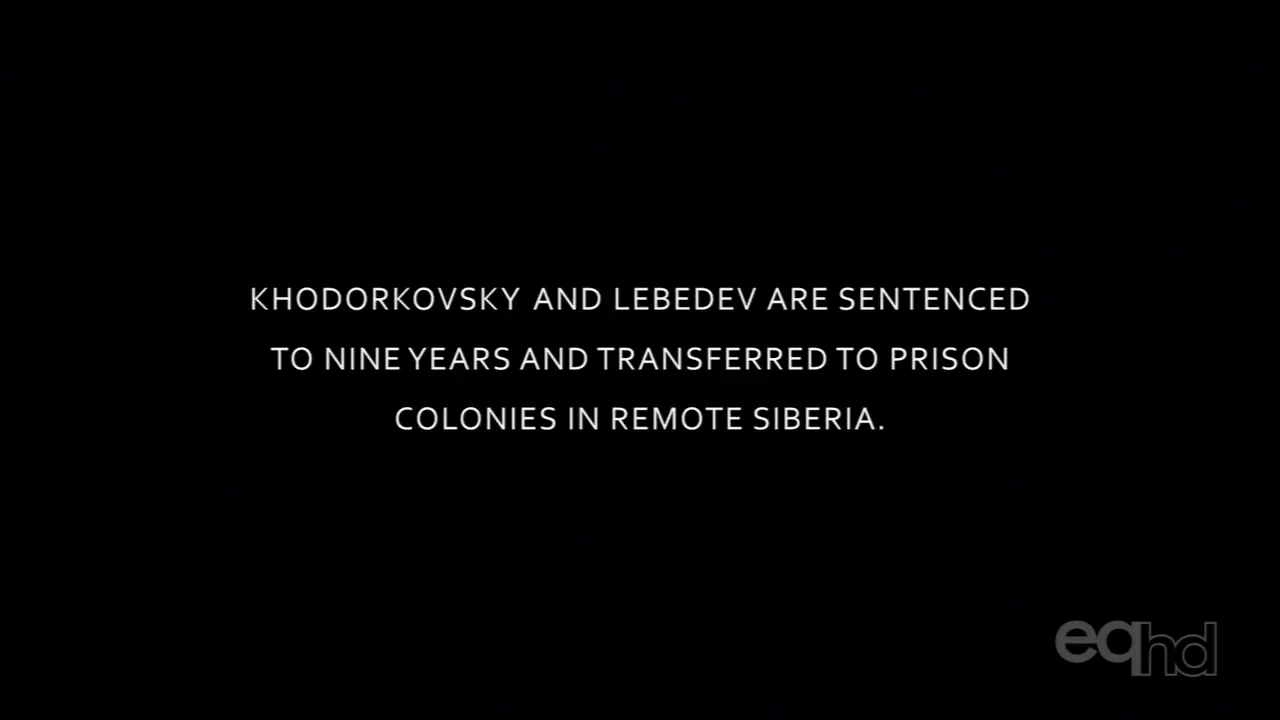 KHODORKOVSKY AND LEBEDEV ARE SENTENCED
TO NINE YEARS AND TRANSFERRED TO PRISON
COLONIES IN REMOTE SIBERIA.
eqhd